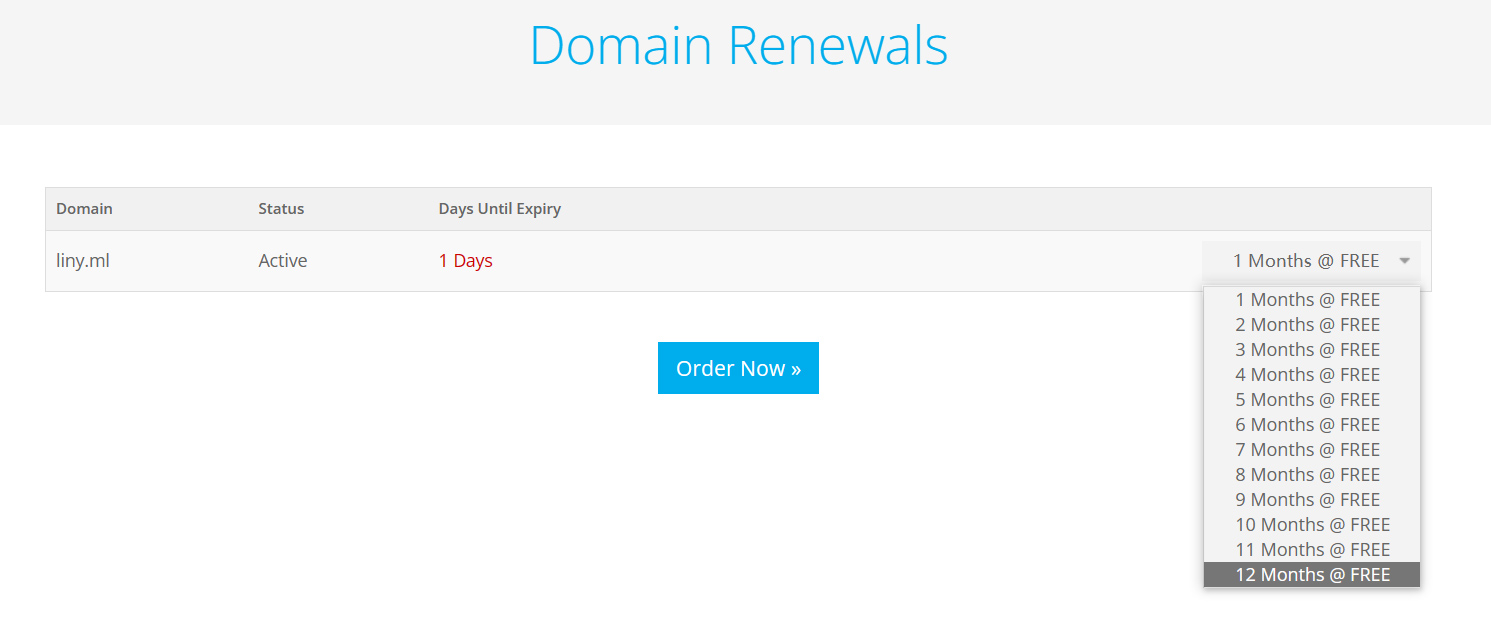 Domain Renewals
Domain Status Days Until Expiry
liny.ml Active 1 Days 1 Months @ FREE
1 Months @ FREE
2 Months @ FREE
3 Months @ FREE
4 Months @ FREE
5 Months @ FREE
6 Months @ FREE
7 Months @ FREE
8 Months @ FREE
9 Months @ FREE
10 Months @ FREE
11 Months @ FREE
12 Months @ FREE
Order Now »